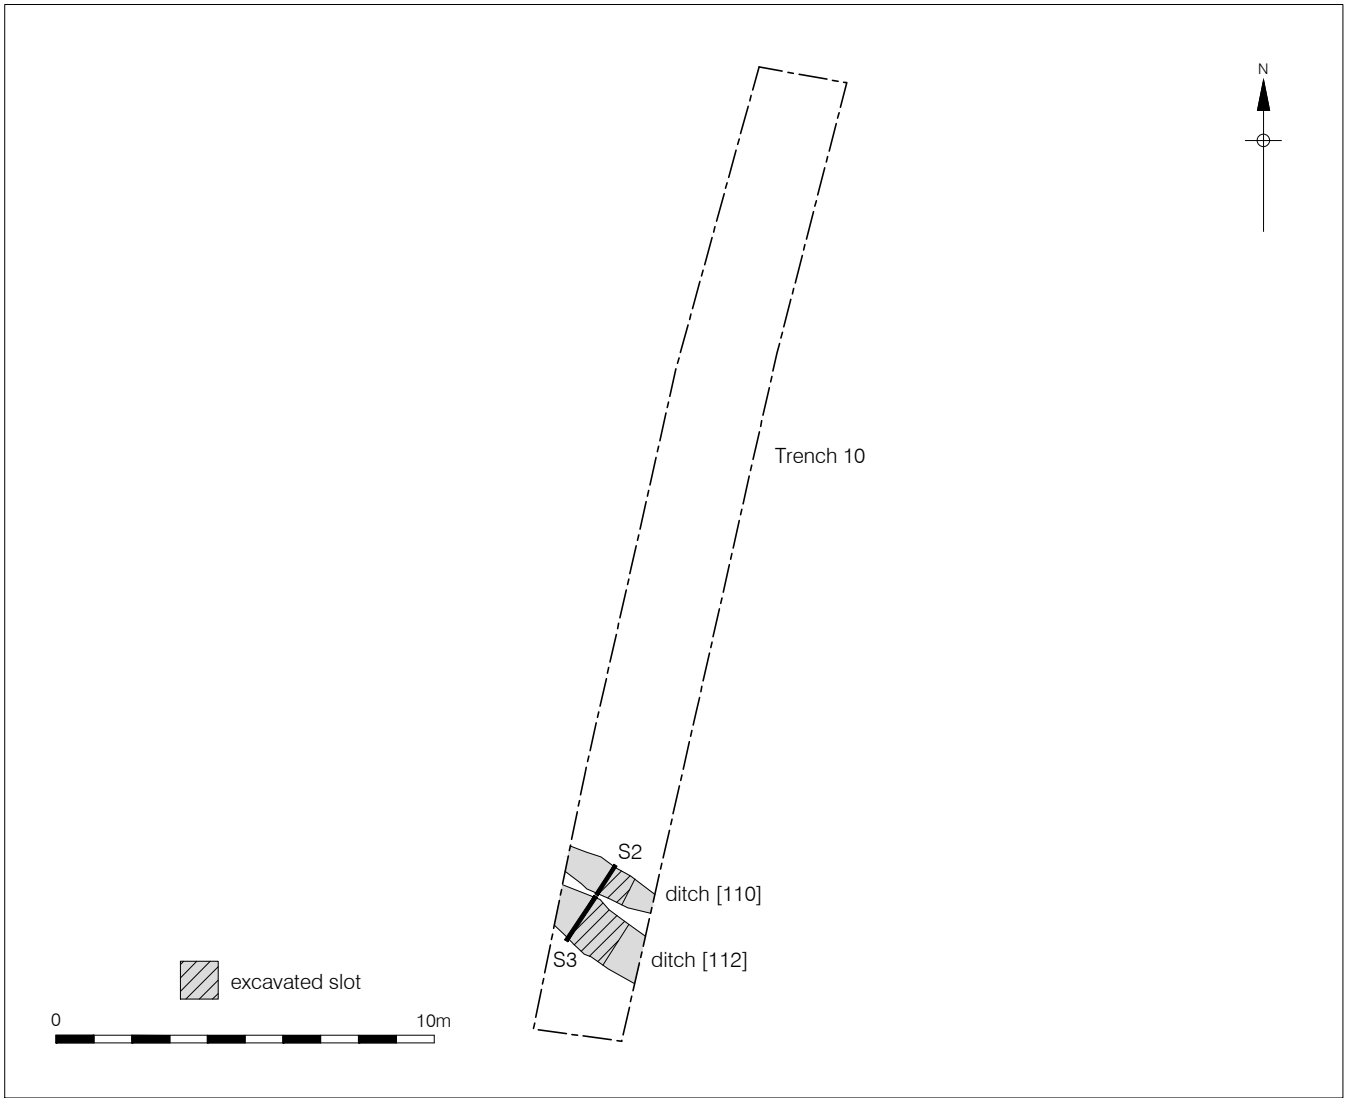 N
Trench 10
S2
ditch [110]
S3
ditch [112]
excavated slot
0
10m